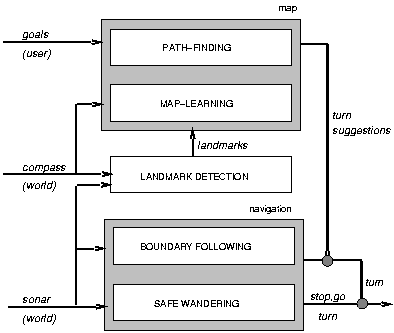 map
goals
(user)
PATH-FINDING
MAP-LEARNING
turn
suggestions
landmarks
compass
(world)
LANDMARK DETECTION
navigation
BOUNDARY FOLLOWING
turn
sonar
(world)
SAFE WANDERING
stop,go
turn